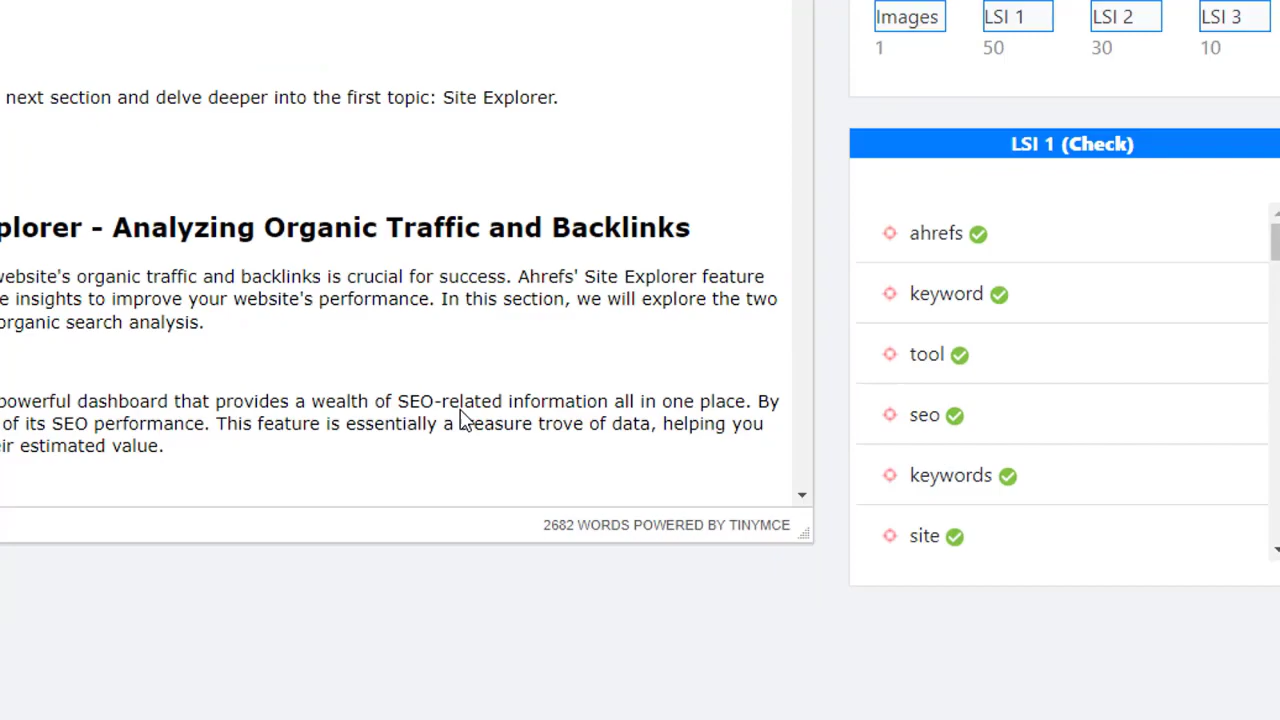 next section and delve deeper into the first topic: Site Explorer.
plorer - Analyzing Organic Traffic and Backlinks
website's organic traffic and backlinks is crucial for success. Ahrefs' Site Explorer feature
e insights to improve your website's performance. In this section, we will explore the two
organic search analysis.
powerful dashboard that provides a wealth of SEO-related information all in one place. By
of its SEO performance. This feature is essentially a treasure trove of data, helping you
eir estimated value.
2682 WORDS POWERED BY TINYMCE
Images LSI 1 LSI 2 LSI 3
1 50 30 10
LSI 1 (Check)
ahrefs
keyword
tool
seo
keywords
site